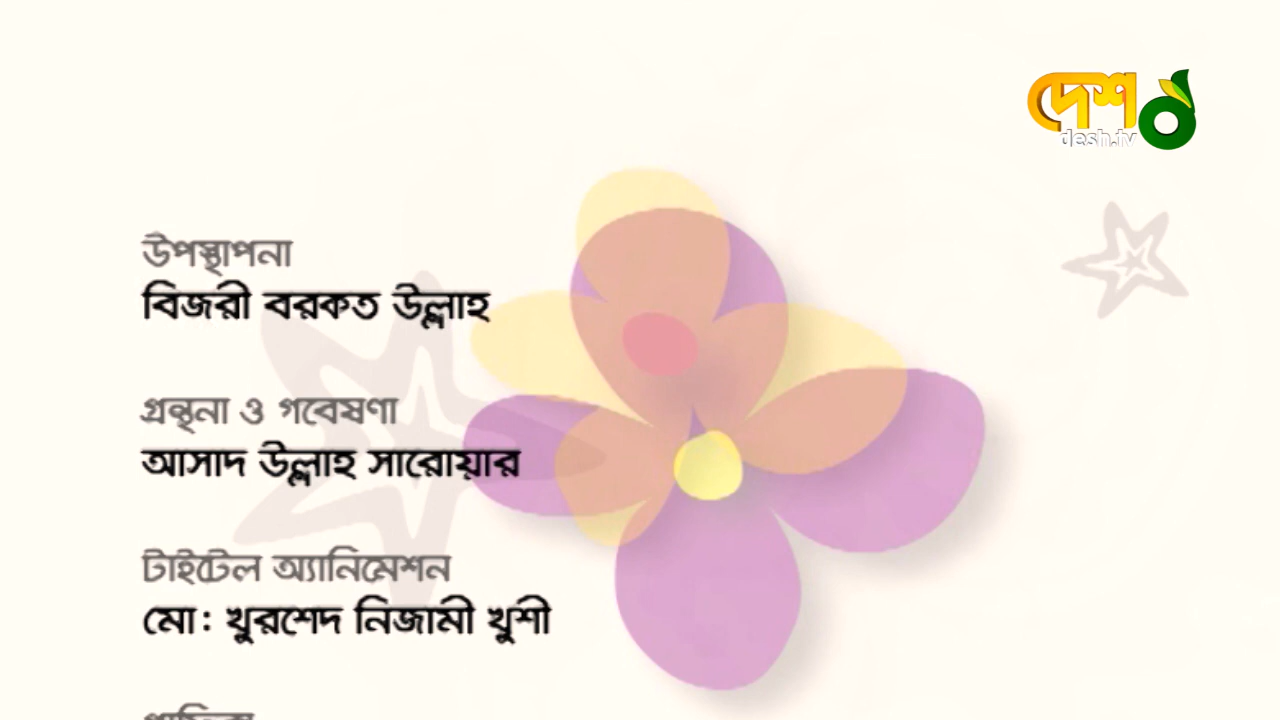 দেশ
desh.tv
উপস্থাপনা
বিজরী বরকত উল্লাহ
গ্রন্থনা ও গবেষণা
আসাদ উল্লাহ সারোয়ার
টাইটেল অ্যানিমেশন
মো: খুরশেদ নিজামী খুশী